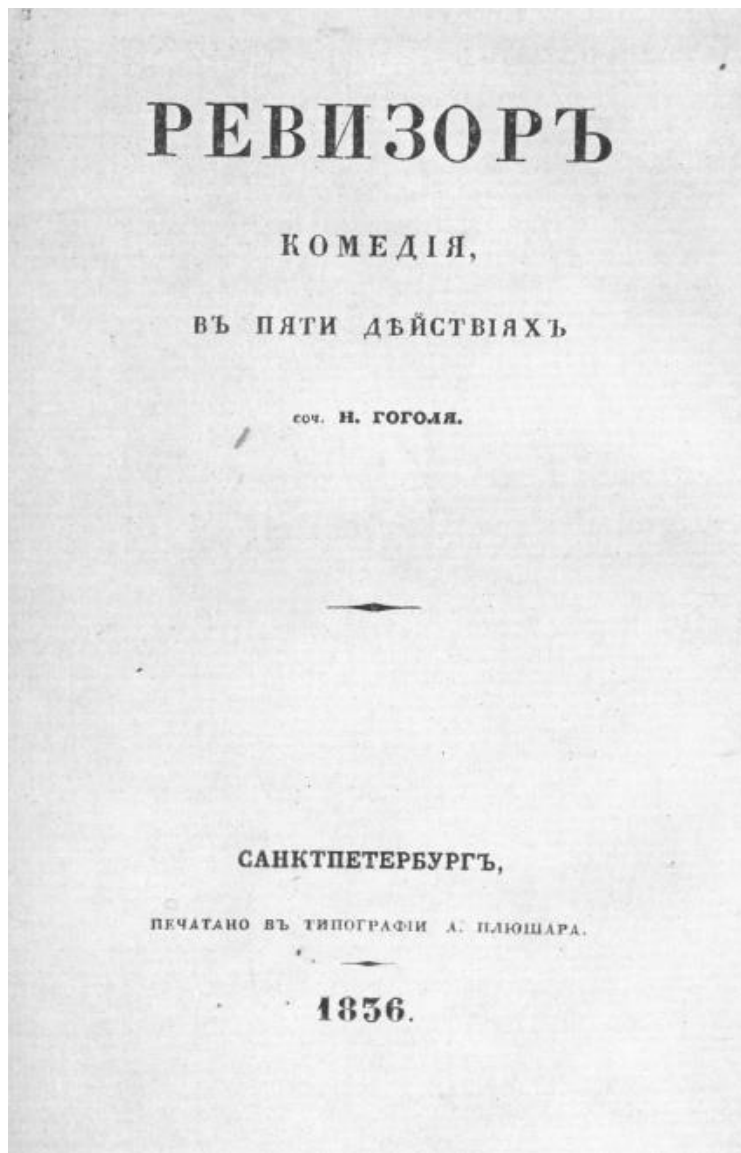 РЕВИЗОРЪ
КОМЕДІЯ,
ВЪ ПЯТИ ДѢЙСТВІЯХЪ
соч. Н. ГОГОЛЯ.
САНКТПЕТЕРБУРГЪ,
ПЕЧАТАНО ВЪ ТИПОГРАФІИ А. ПЛЮШАРА.
1836.